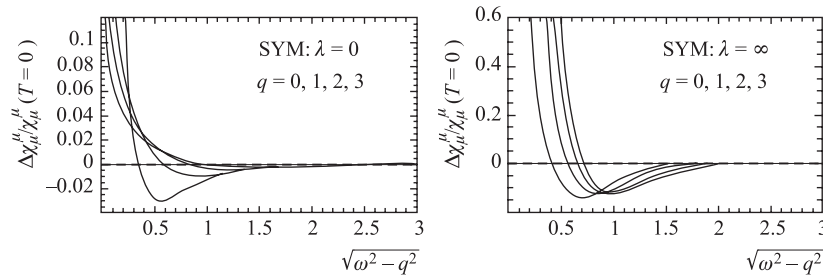 0.1
0.08
0.06
0.04
0.02
0
−0.02
Δχ^μ_μ/χ^μ_μ (T = 0)
SYM: λ = 0
q = 0, 1, 2, 3
0.5 1 1.5 2 2.5 3
√ω² − q²
0.6
0.4
0.2
0
Δχ^μ_μ/χ^μ_μ (T = 0)
SYM: λ = ∞
q = 0, 1, 2, 3
0.5 1 1.5 2 2.5 3
√ω² − q²